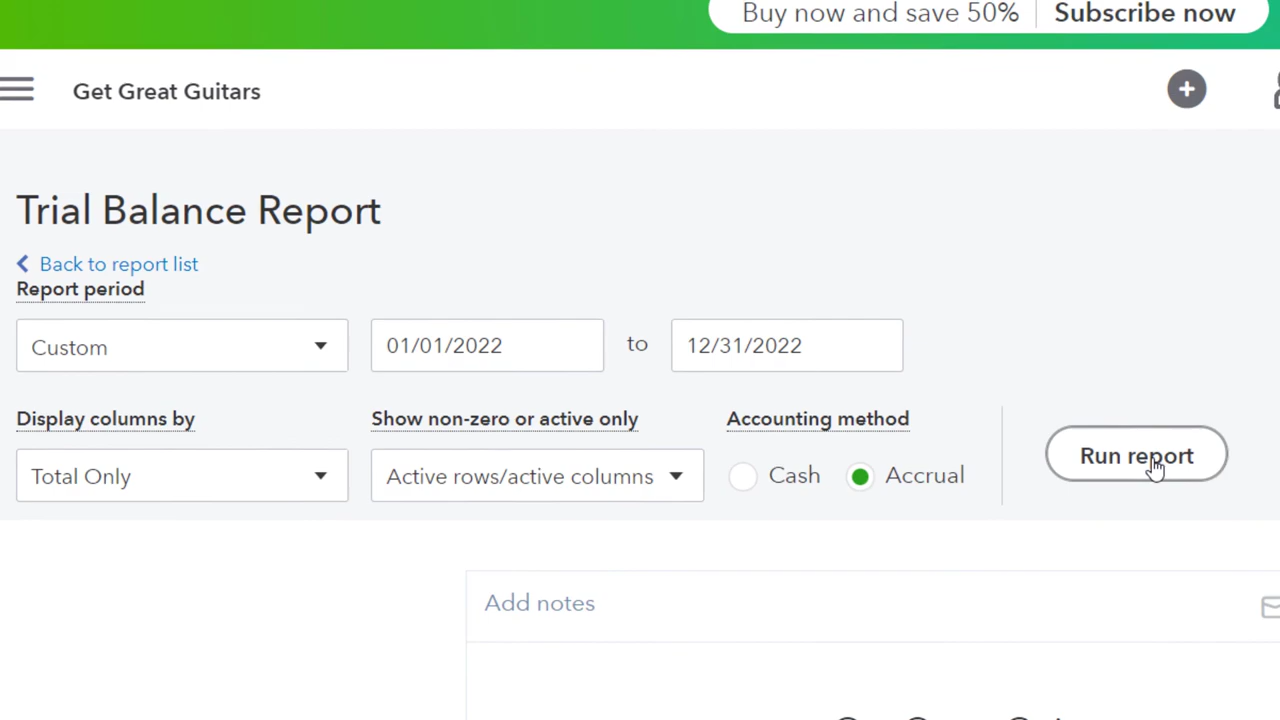 Buy now and save 50% Subscribe now
Get Great Guitars
Trial Balance Report
Back to report list
Report period
Custom 01/01/2022 to 12/31/2022
Display columns by Show non-zero or active only Accounting method
Total Only Active rows/active columns Cash Accrual Run report
Add notes